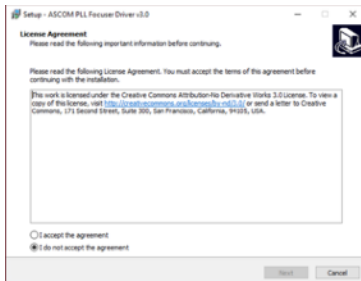 Setup - ASCOM PLL Focuser Driver v3.0
License Agreement
Please read the following important information before continuing.
Please read the following License Agreement. You must accept the terms of this agreement before
continuing with the installation.
This work is licensed under the Creative Commons Attribution-No Derivative Works 3.0 License. To view a
copy of this license, visit http://creativecommons.org/licenses/by-nd/3.0/ or send a letter to Creative
Commons, 171 Second Street, Suite 300, San Francisco, California, 94105, USA.
I accept the agreement
I do not accept the agreement
Next
Cancel